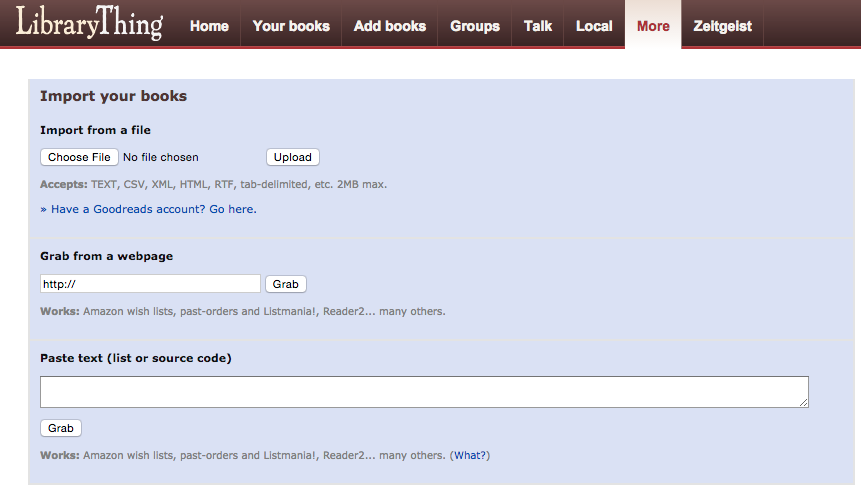 LibraryThing Home Your books Add books Groups Talk Local More Zeitgeist
Import your books
Import from a file
Choose File No file chosen Upload
Accepts: TEXT, CSV, XML, HTML, RTF, tab-delimited, etc. 2MB max.
» Have a Goodreads account? Go here.
Grab from a webpage
http:// Grab
Works: Amazon wish lists, past-orders and Listmania!, Reader2... many others.
Paste text (list or source code)
Grab
Works: Amazon wish lists, past-orders and Listmania!, Reader2... many others. (What?)